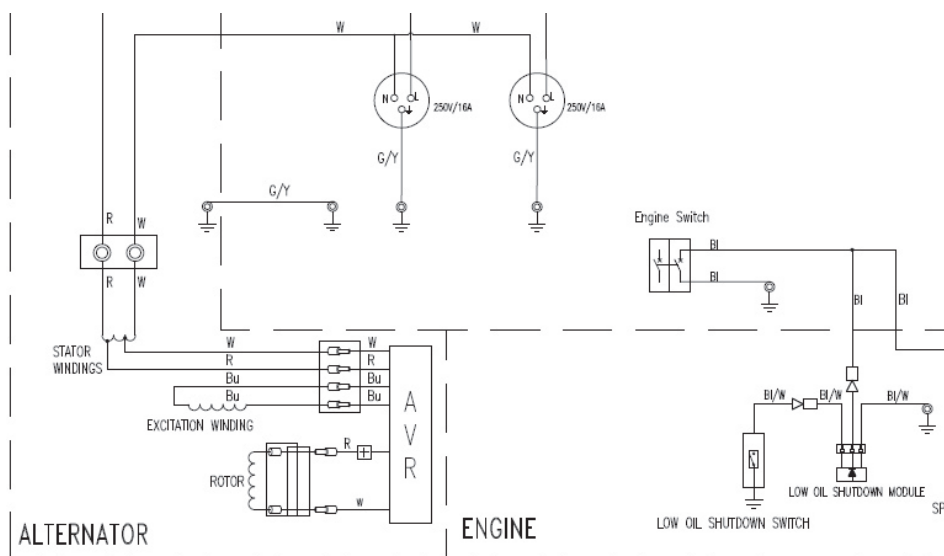 W
W
N
L
250V/16A
N
L
250V/16A
G/Y
G/Y
G/Y
R
W
Engine Switch
Bl
Bl
R
W
Bl
Bl
STATOR
WINDINGS
W
W
R
R
Bu
Bu
Bu
Bu
EXCITATION WINDING
A
V
R
Bl/W
Bl/W
Bl/W
R
+
ROTOR
W
LOW OIL SHUTDOWN MODULE
LOW OIL SHUTDOWN SWITCH
SP
ALTERNATOR
ENGINE